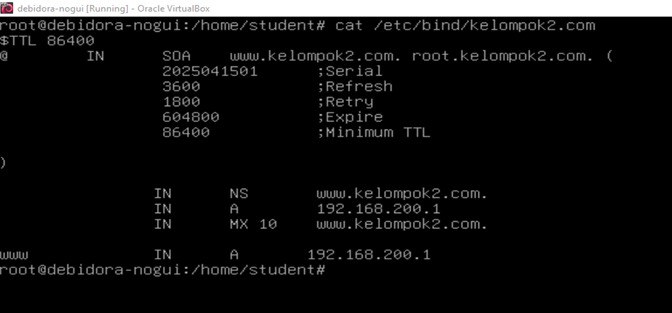 debidora-nogui [Running] - Oracle VirtualBox
root@debidora-nogui:/home/student# cat /etc/bind/kelompok2.com
$TTL 86400
@ IN SOA www.kelompok2.com. root.kelompok2.com. (
2025041501 ;Serial
3600 ;Refresh
1800 ;Retry
604800 ;Expire
86400 ;Minimum TTL
)
IN NS www.kelompok2.com.
IN A 192.168.200.1
IN MX 10 www.kelompok2.com.
www IN A 192.168.200.1
root@debidora-nogui:/home/student#